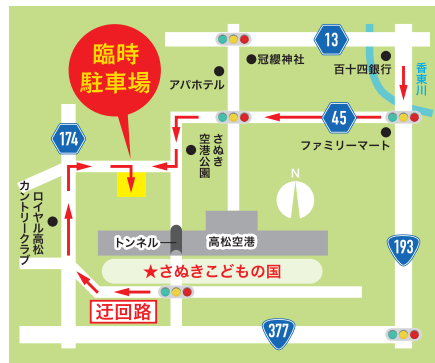 臨時
駐車場
13
冠纓神社
アパホテル
百十四銀行
香東川
174
45
さぬき
空港公園
ファミリーマート
N
ロイヤル高松
カントリークラブ
トンネル
高松空港
193
★さぬきこどもの国
迂回路
377